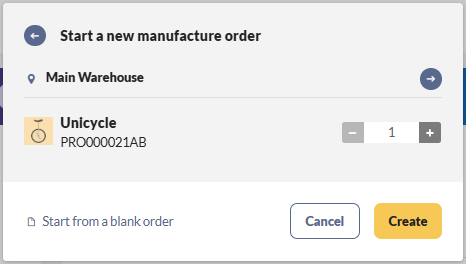 Start a new manufacture order
Main Warehouse
Unicycle
PRO000021AB
− 1 +
Start from a blank order
Cancel
Create